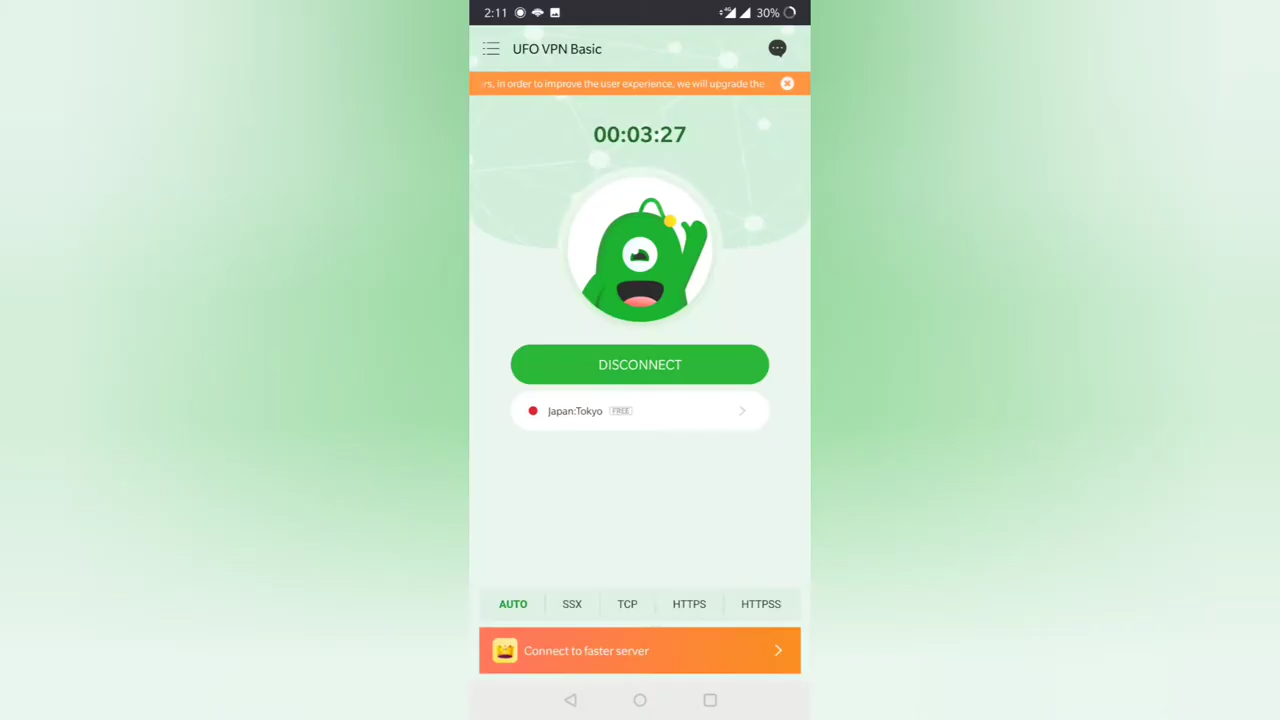 2:11
4G
30%
UFO VPN Basic
rs, in order to improve the user experience, we will upgrade the
00:03:27
DISCONNECT
Japan:Tokyo FREE
AUTO SSX TCP HTTPS HTTPSS
Connect to faster server